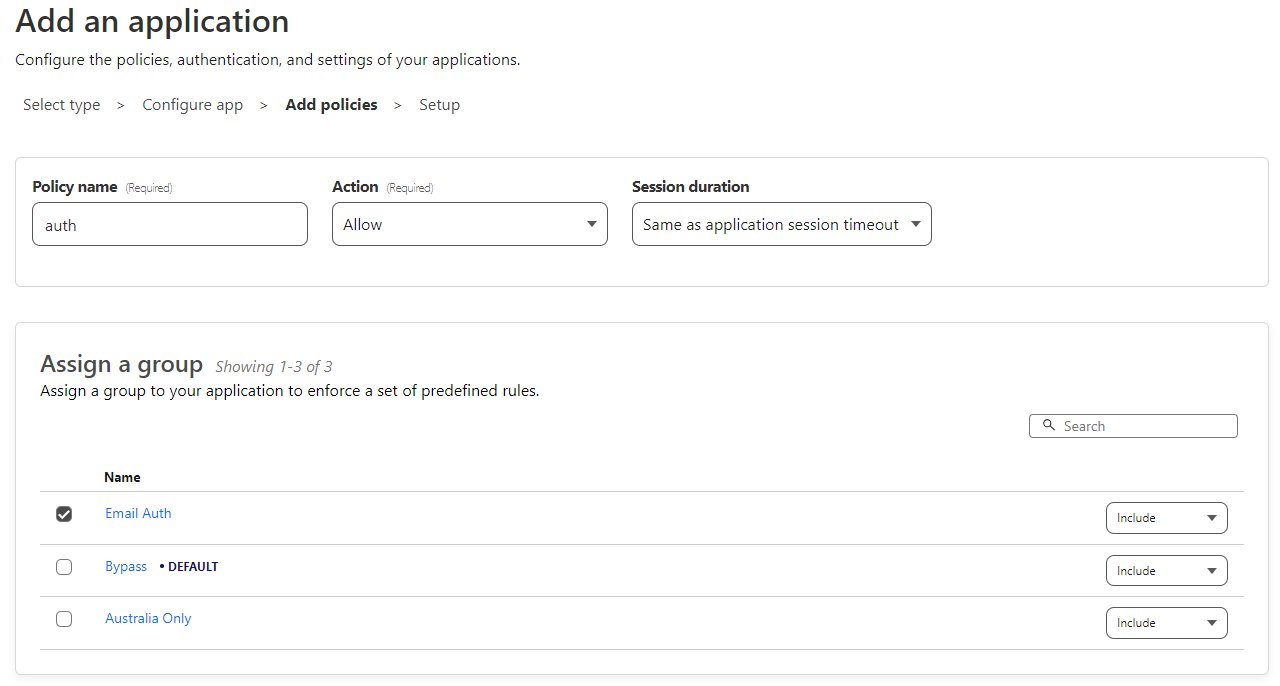 Add an application
Configure the policies, authentication, and settings of your applications.
Select type > Configure app > Add policies > Setup
Policy name (Required) Action (Required) Session duration
auth Allow Same as application session timeout
Assign a group Showing 1-3 of 3
Assign a group to your application to enforce a set of predefined rules.
Search
Name
Email Auth Include
Bypass • DEFAULT Include
Australia Only Include